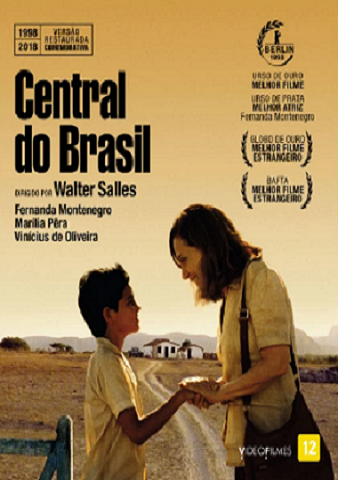 1998
2018
VERSÃO
RESTAURADA
COMEMORATIVA
BERLIN
1998
URSO DE OURO
MELHOR FILME
URSO DE PRATA
MELHOR ATRIZ
Fernanda Montenegro
GLOBO DE OURO
MELHOR FILME
ESTRANGEIRO
BAFTA
MELHOR FILME
ESTRANGEIRO
Central
do Brasil
DIRIGIDO POR Walter Salles
Fernanda Montenegro
Marília Pêra
Vinícius de Oliveira
VIDEOFILMES
12